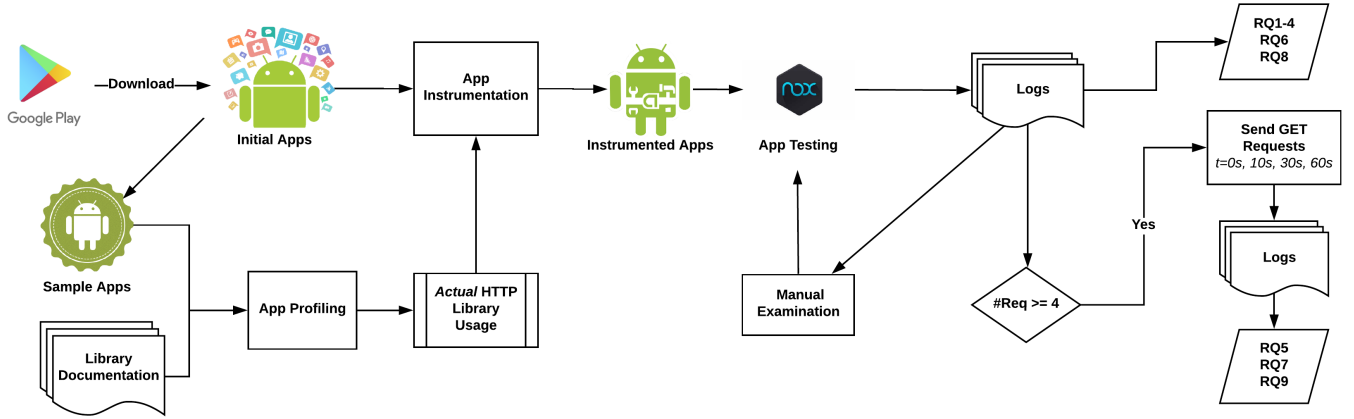 Google Play
Download
Initial Apps
App
Instrumentation
Instrumented Apps
nox
App Testing
Logs
RQ1-4
RQ6
RQ8
Send GET
Requests
t=0s, 10s, 30s, 60s
Yes
Logs
#Req >= 4
RQ5
RQ7
RQ9
Manual
Examination
Sample Apps
App Profiling
Actual HTTP
Library
Usage
Library
Documentation